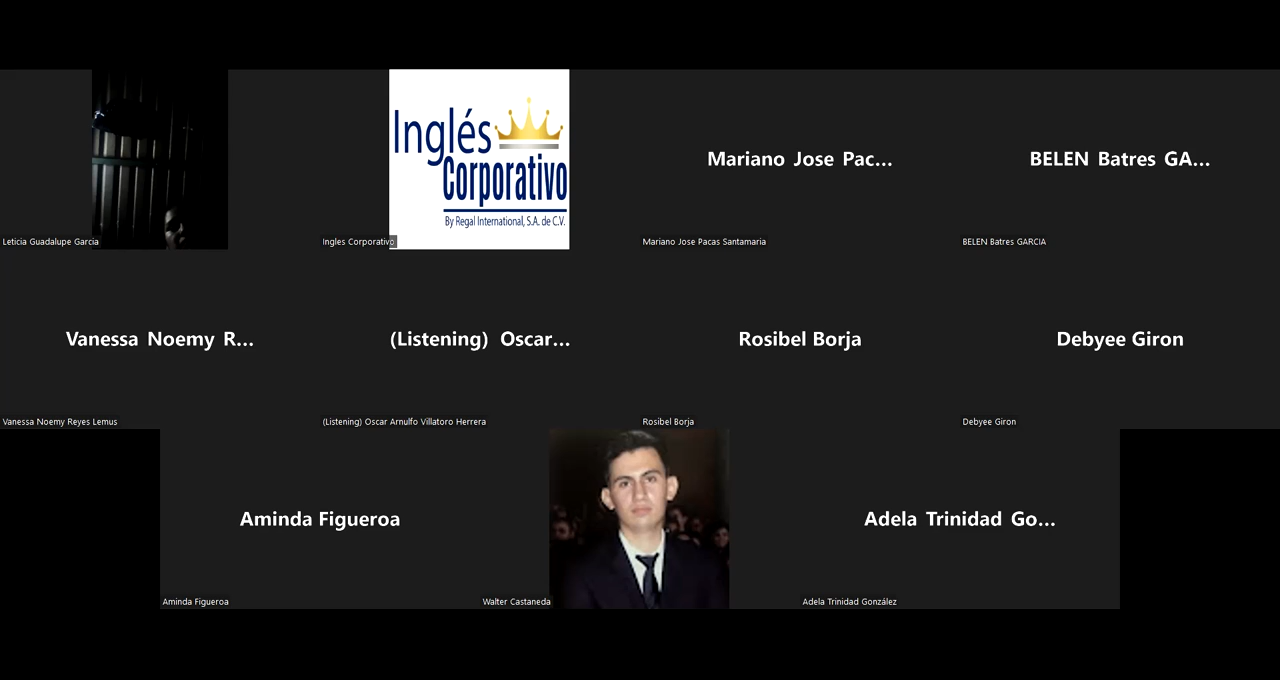 Inglés
Corporativo
By Regal International, S.A. de C.V.
Mariano Jose Pac...
BELEN Batres GA...
Leticia Guadalupe Garcia
Ingles Corporativo
Mariano Jose Pacas Santamaria
BELEN Batres GARCIA
Vanessa Noemy R...
(Listening) Oscar...
Rosibel Borja
Debyee Giron
Vanessa Noemy Reyes Lemus
(Listening) Oscar Arnulfo Villatoro Herrera
Rosibel Borja
Debyee Giron
Aminda Figueroa
Adela Trinidad Go...
Aminda Figueroa
Walter Castaneda
Adela Trinidad González